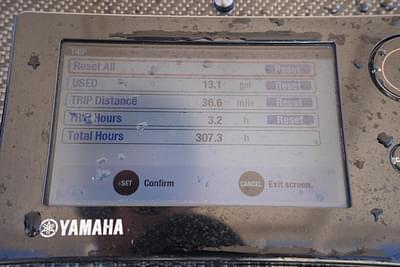 TRIP
Reset All Reset
USED 13.1 gal Reset
TRIP Distance 36.6 mile Reset
TRIP Hours 3.2 h Reset
Total Hours 307.3 h
SET Confirm CANCEL Exit screen.
YAMAHA